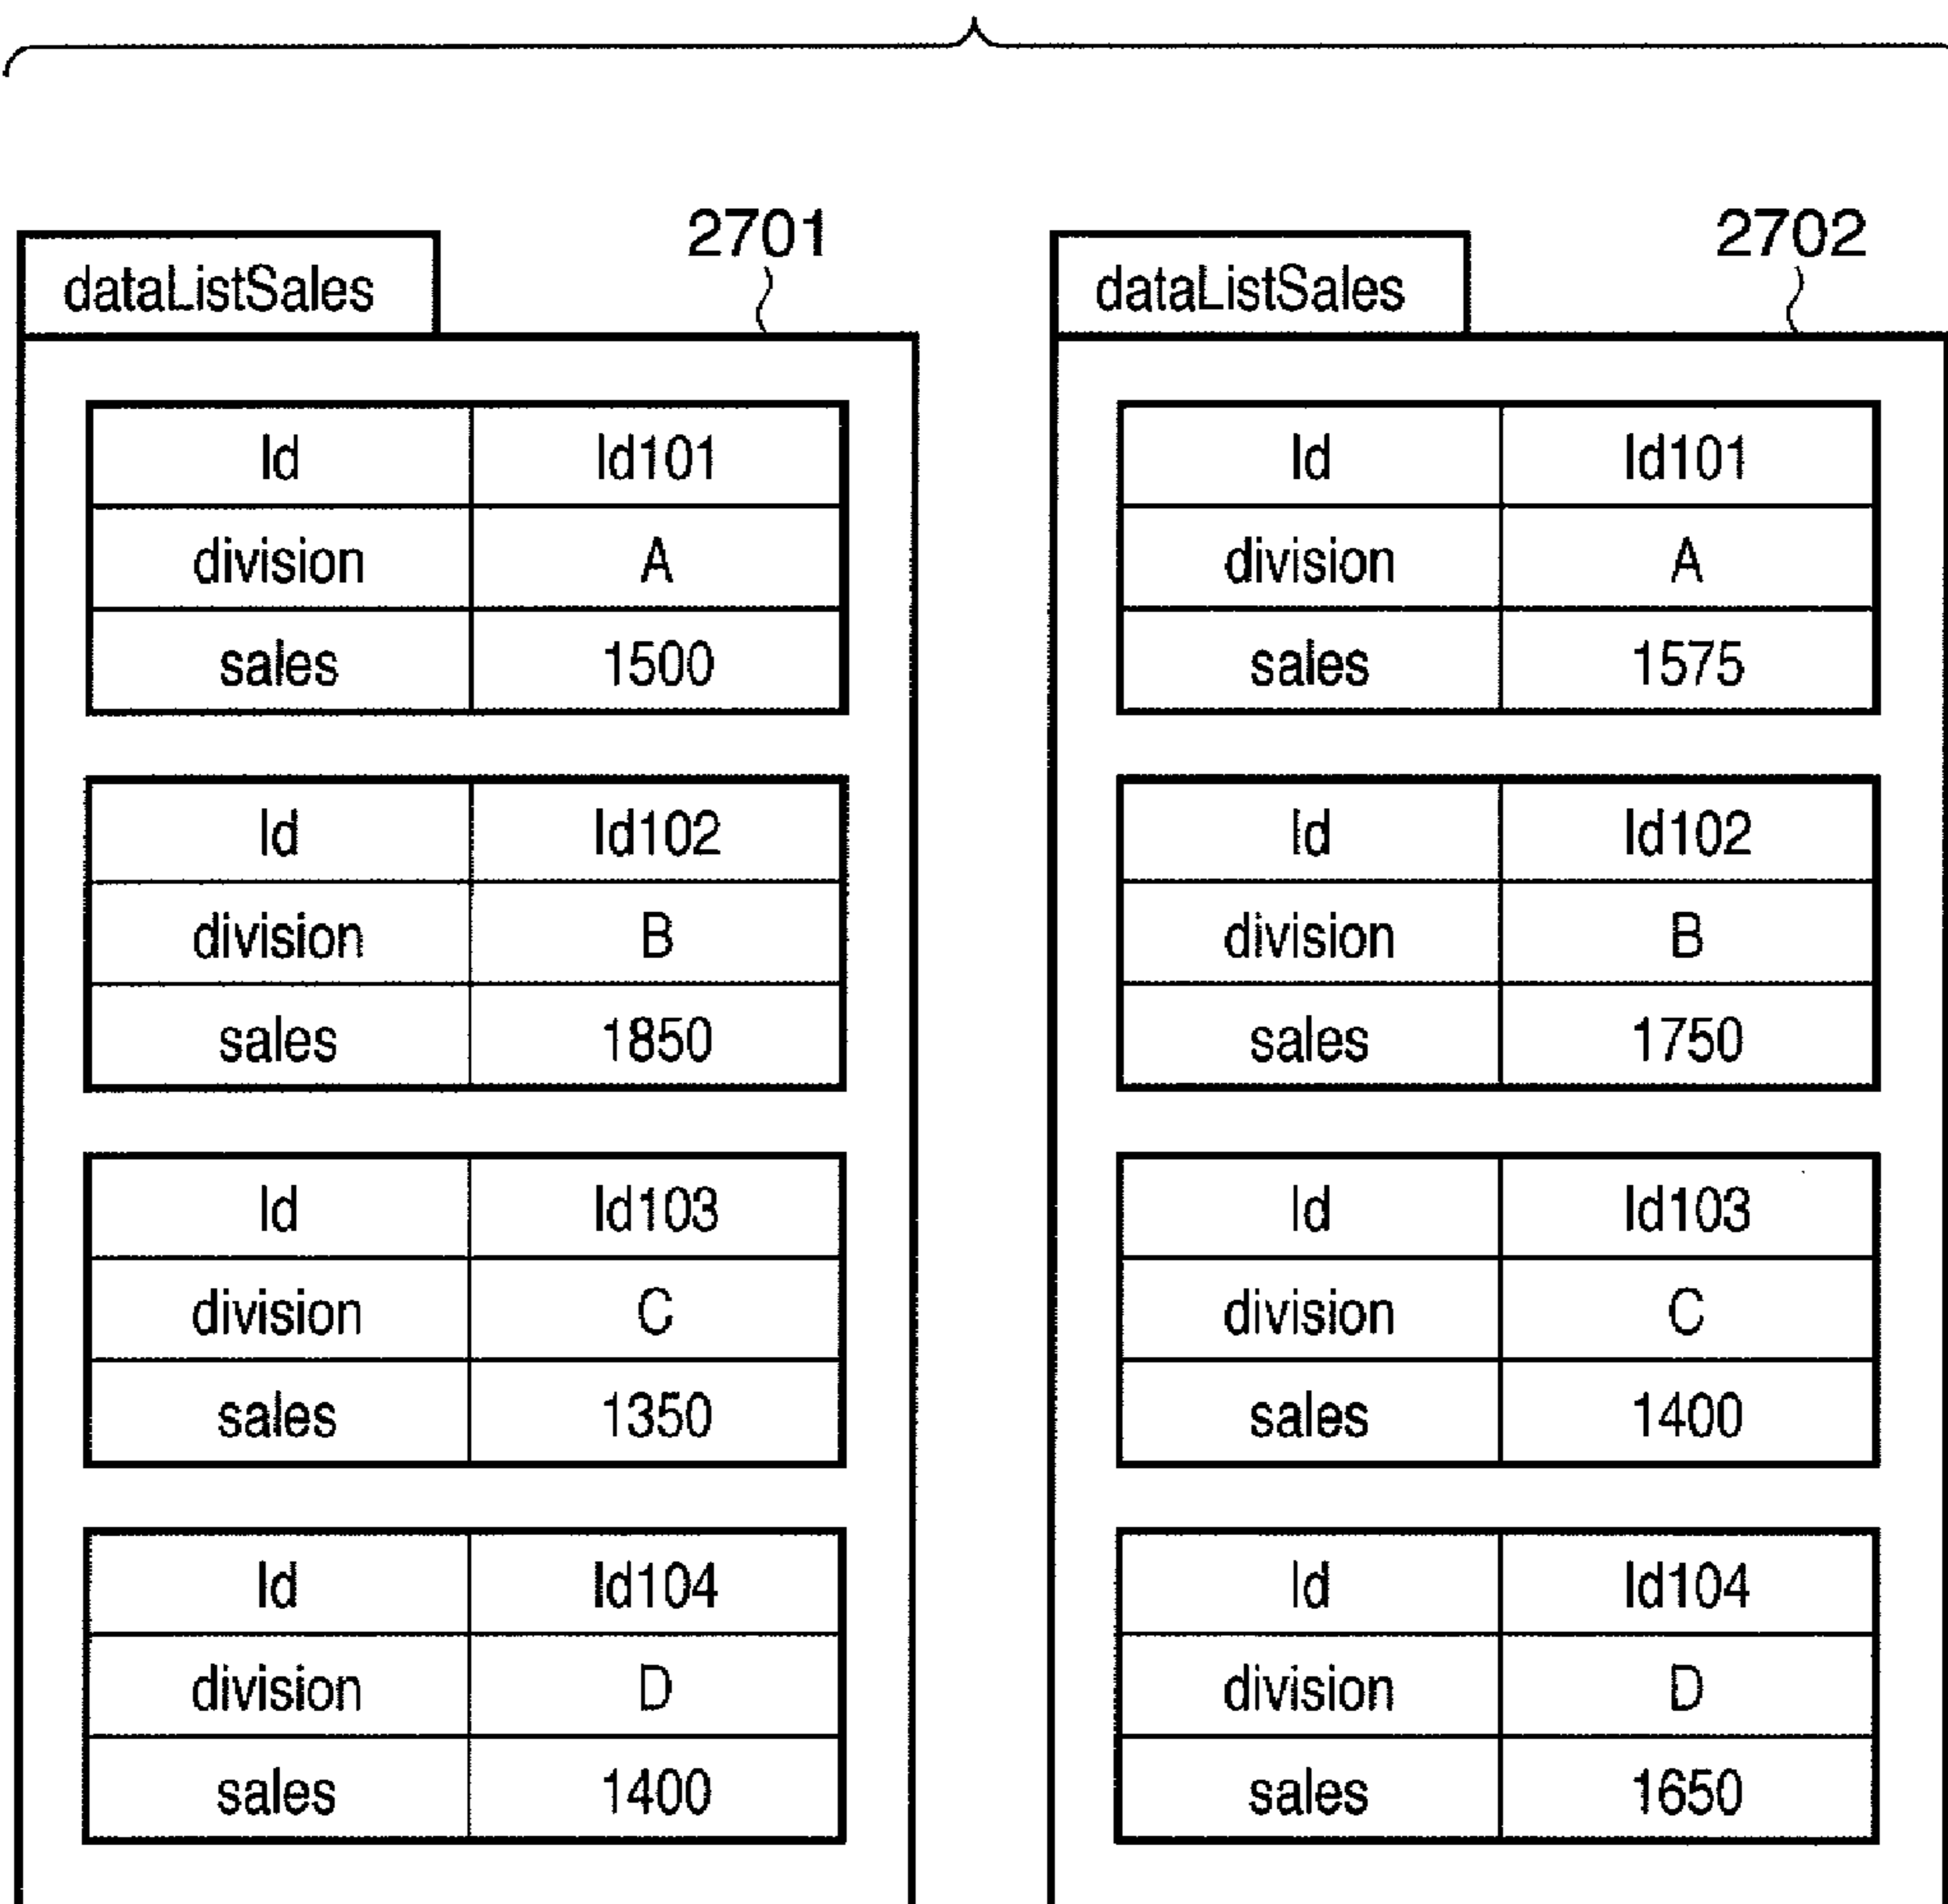 2701
dataListSales
Id Id101
division A
sales 1500
Id Id102
division B
sales 1850
Id Id103
division C
sales 1350
Id Id104
division D
sales 1400
2702
dataListSales
Id Id101
division A
sales 1575
Id Id102
division B
sales 1750
Id Id103
division C
sales 1400
Id Id104
division D
sales 1650